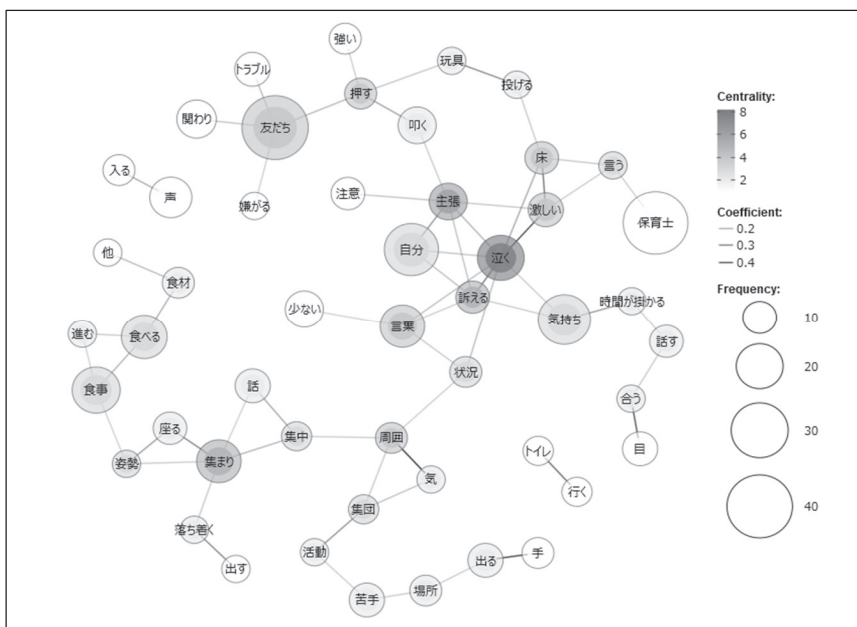 強い
玩具
トラブル
投げる
押す
関わり
友だち
叩く
床
言う
入る
声
注意
主張
激しい
嫌がる
保育士
自分
泣く
他
食材
訴える
時間が掛かる
少ない
言葉
気持ち
進む
食べる
話す
状況
食事
話
合う
座る
集中
周囲
目
姿勢
集まり
トイレ
気
行く
集団
落ち着く
活動
出る
手
出す
苦手
場所
Centrality:
8
6
4
2
Coefficient:
0.2
0.3
0.4
Frequency:
10
20
30
40